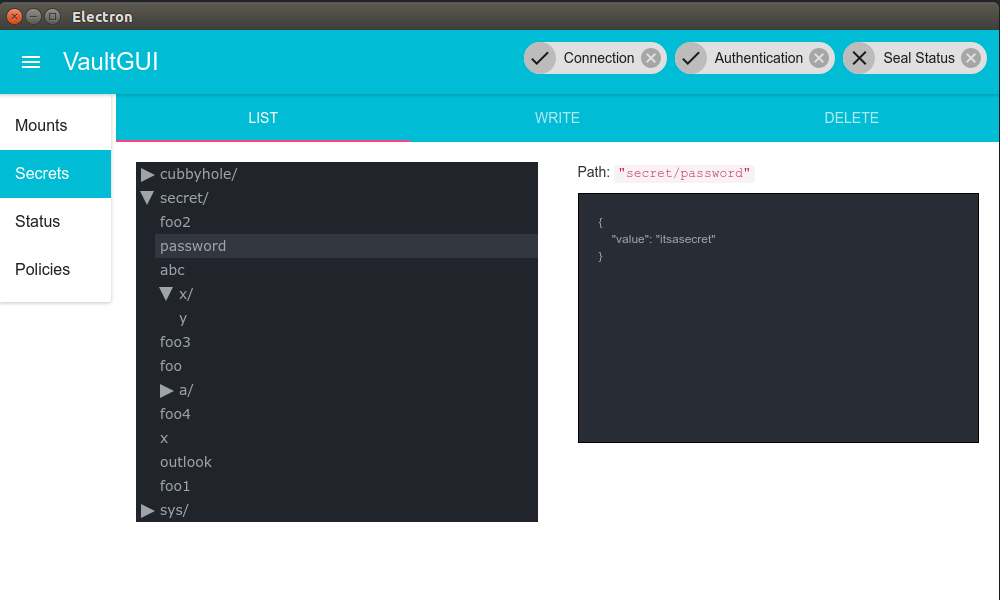 Electron
VaultGUI
Connection
Authentication
Seal Status
Mounts
Secrets
Status
Policies
LIST
WRITE
DELETE
cubbyhole/
secret/
foo2
password
abc
x/
y
foo3
foo
a/
foo4
x
outlook
foo1
sys/
Path: "secret/password"
{
"value": "itsasecret"
}